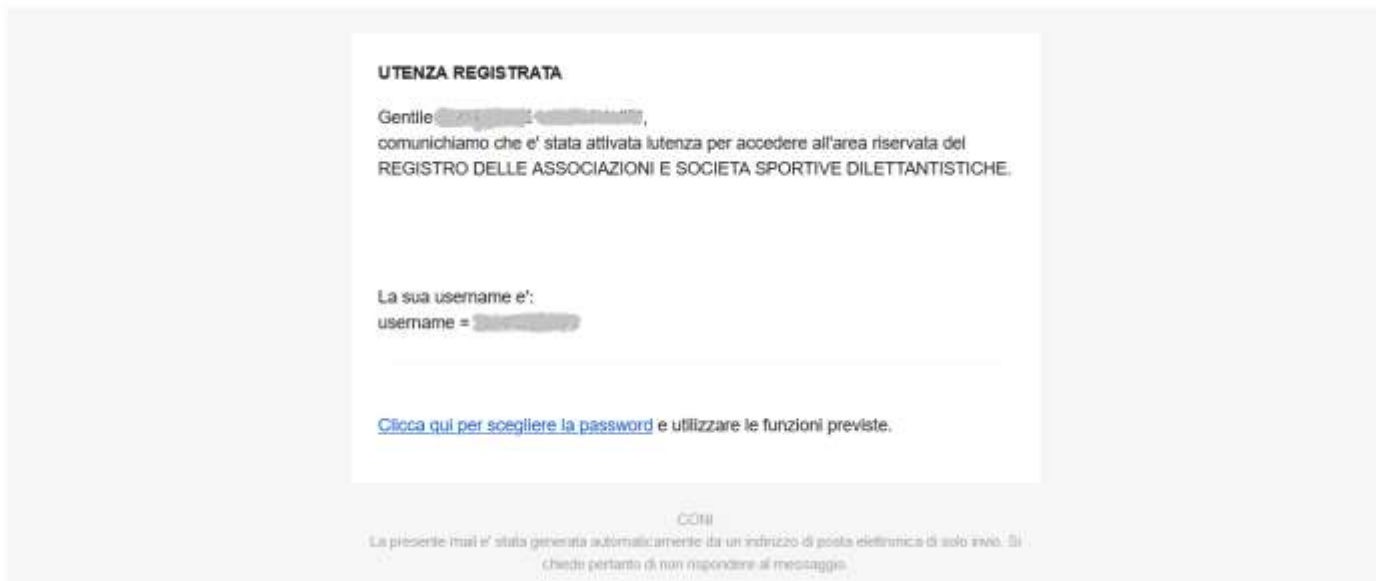 UTENZA REGISTRATA
Gentile ,
comunichiamo che e' stata attivata lutenza per accedere all'area riservata del
REGISTRO DELLE ASSOCIAZIONI E SOCIETA SPORTIVE DILETTANTISTICHE.
La sua username e':
username =
Clicca qui per scegliere la password e utilizzare le funzioni previste.
CONI
La presente mail e' stata generata automaticamente da un indirizzo di posta elettronica di solo invio. Si
chiede pertanto di non rispondere al messaggio.